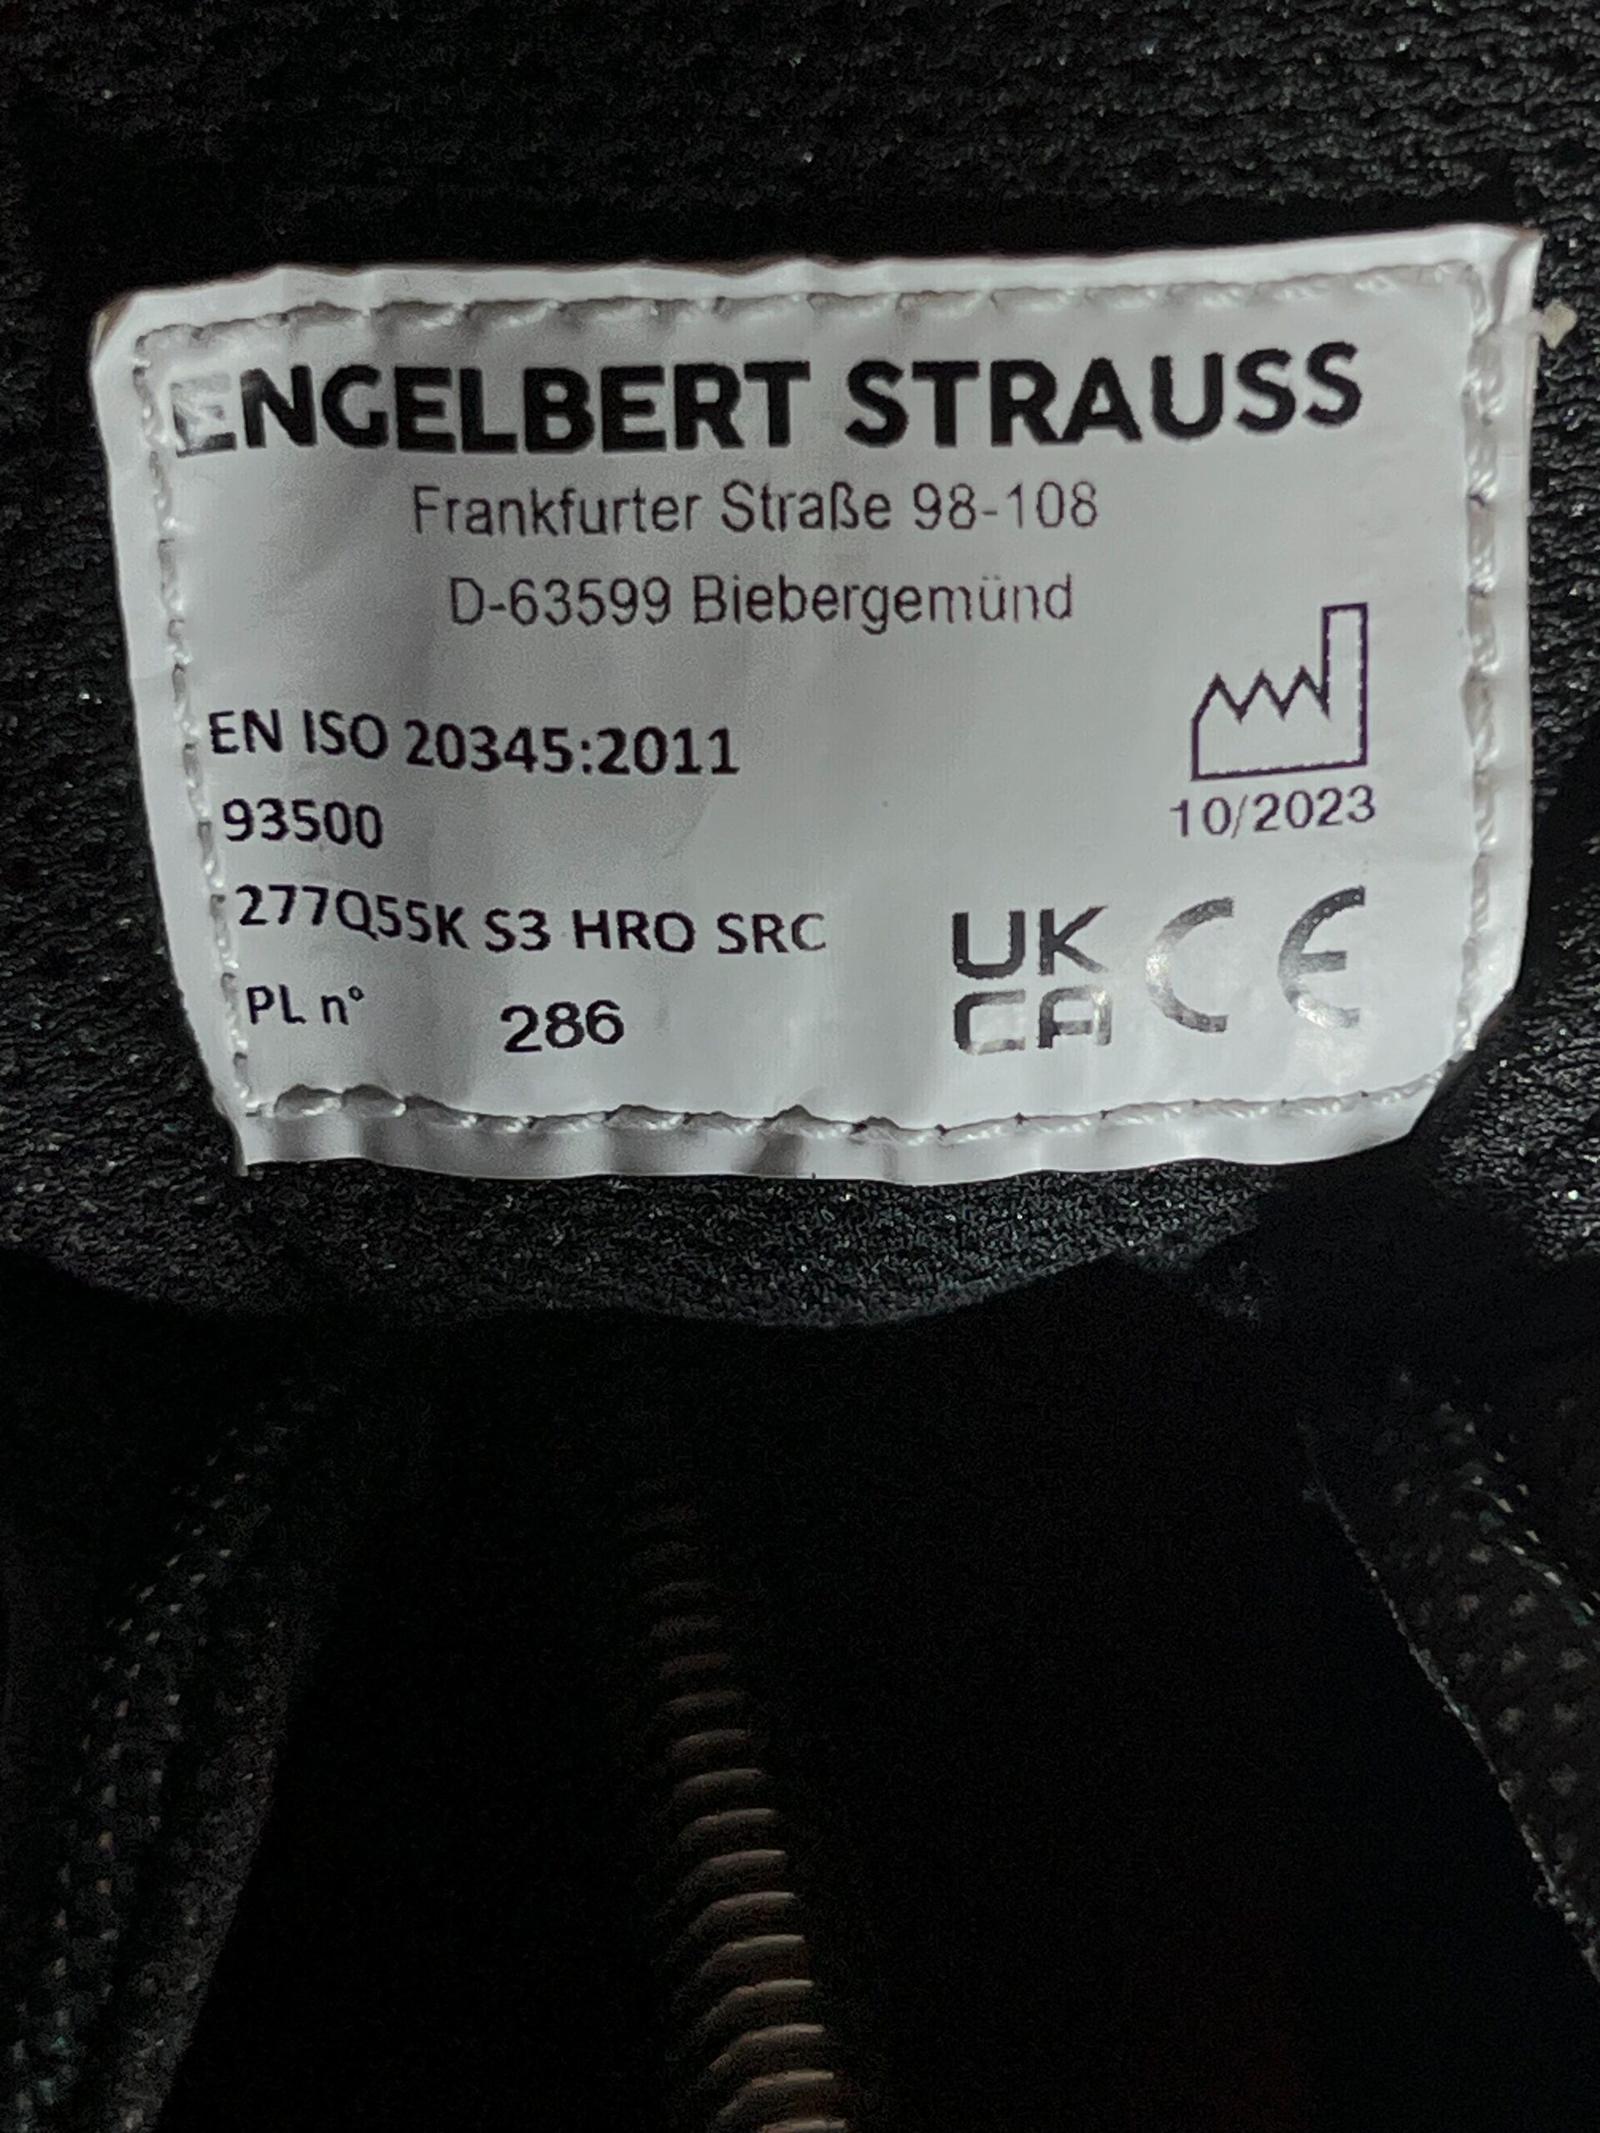 ENGELBERT STRAUSS
Frankfurter Straße 98-108
D-63599 Biebergemünd
EN ISO 20345:2011
93500
10/2023
277Q55K S3 HRO SRC
PL n° 286
UK
CA CE